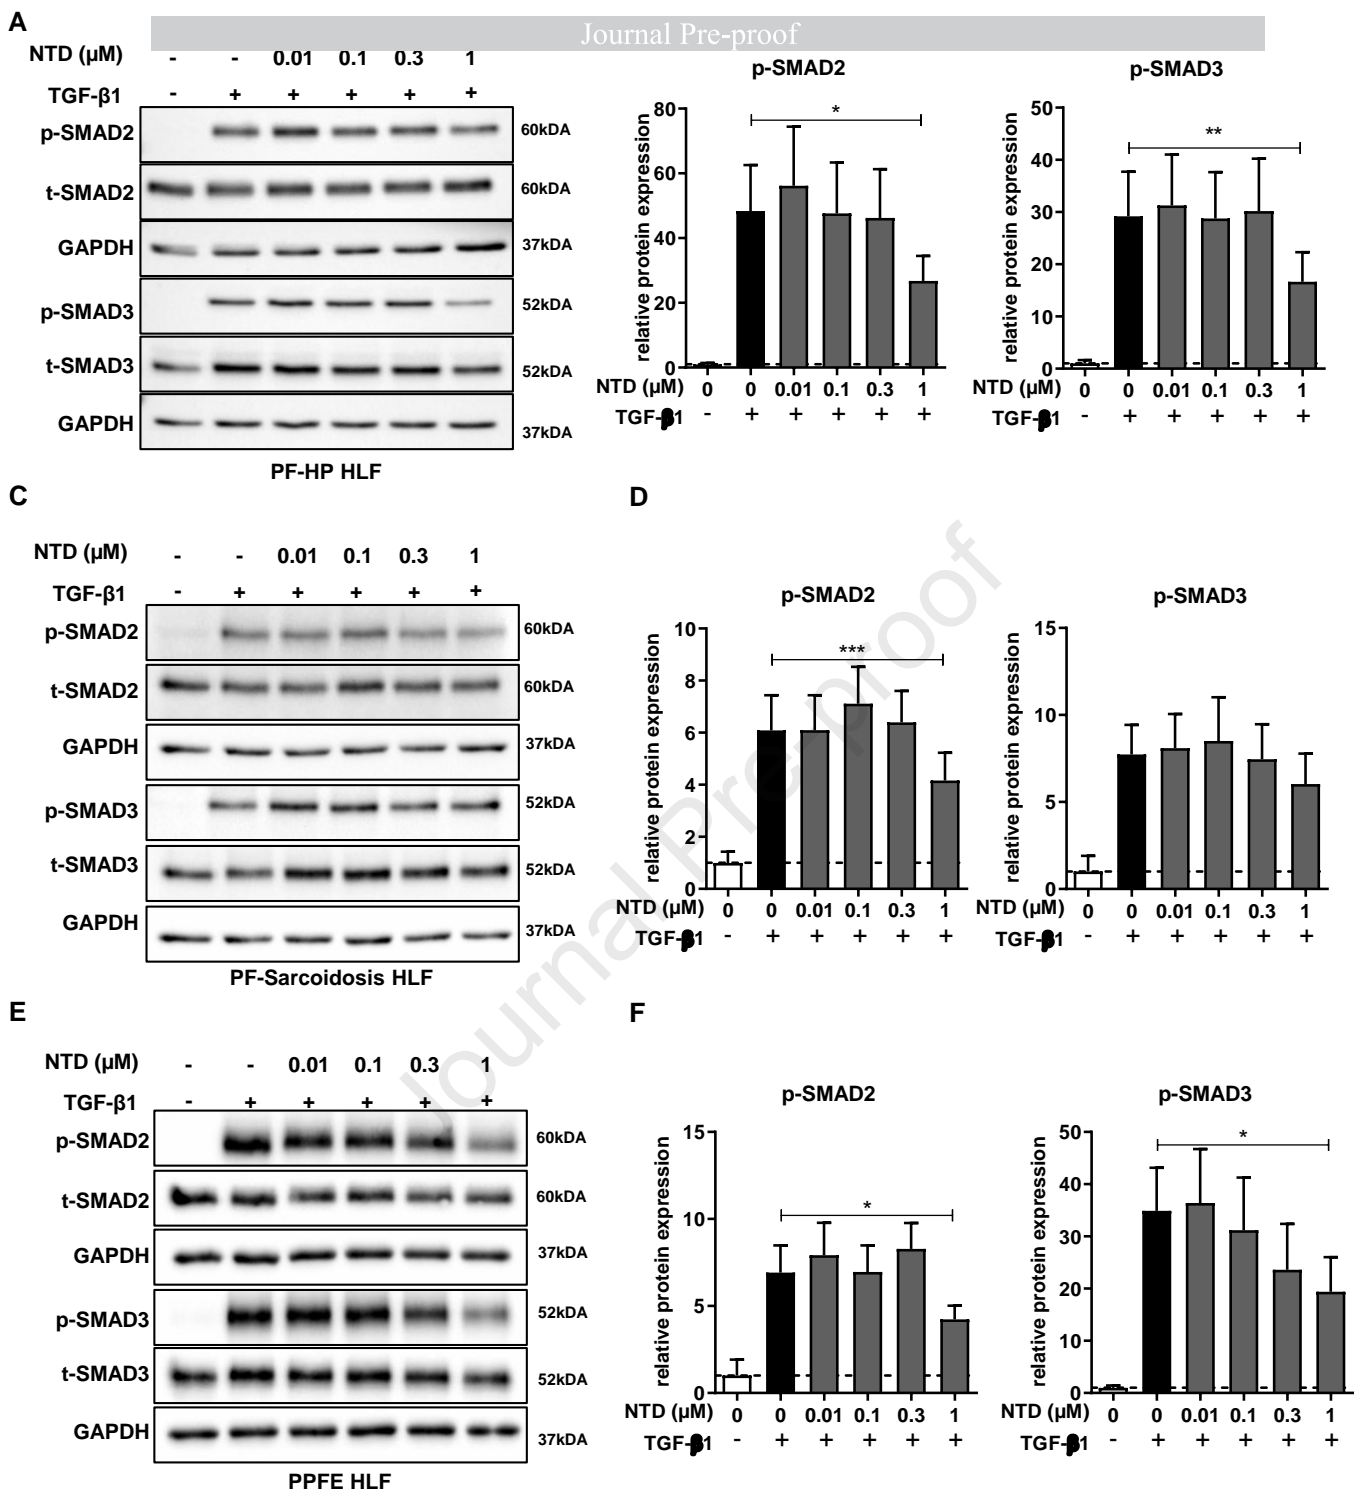 A
Journal Pre-proof
NTD (µM) - - 0.01 0.1 0.3 1
TGF-β1 - + + + + +
p-SMAD2 60kDA
t-SMAD2 60kDA
GAPDH 37kDA
p-SMAD3 52kDA
t-SMAD3 52kDA
GAPDH 37kDA
PF-HP HLF
p-SMAD2
relative protein expression
80
60
40
20
0
*
NTD (µM) 0 0 0.01 0.1 0.3 1
TGF-β1 - + + + + +
p-SMAD3
relative protein expression
50
40
30
20
10
0
**
NTD (µM) 0 0 0.01 0.1 0.3 1
TGF-β1 - + + + + +
C
NTD (µM) - - 0.01 0.1 0.3 1
TGF-β1 - + + + + +
p-SMAD2 60kDA
t-SMAD2 60kDA
GAPDH 37kDA
p-SMAD3 52kDA
t-SMAD3 52kDA
GAPDH 37kDA
PF-Sarcoidosis HLF
D
p-SMAD2
relative protein expression
10
8
6
4
2
0
***
NTD (µM) 0 0 0.01 0.1 0.3 1
TGF-β1 - + + + + +
p-SMAD3
relative protein expression
15
10
5
0
NTD (µM) 0 0 0.01 0.1 0.3 1
TGF-β1 - + + + + +
Journal Pre-proof
E
NTD (µM) - - 0.01 0.1 0.3 1
TGF-β1 - + + + + +
p-SMAD2 60kDA
t-SMAD2 60kDA
GAPDH 37kDA
p-SMAD3 52kDA
t-SMAD3 52kDA
GAPDH 37kDA
PPFE HLF
F
p-SMAD2
relative protein expression
15
10
5
0
*
NTD (µM) 0 0 0.01 0.1 0.3 1
TGF-β1 - + + + + +
p-SMAD3
relative protein expression
50
40
30
20
10
0
*
NTD (µM) 0 0 0.01 0.1 0.3 1
TGF-β1 - + + + + +